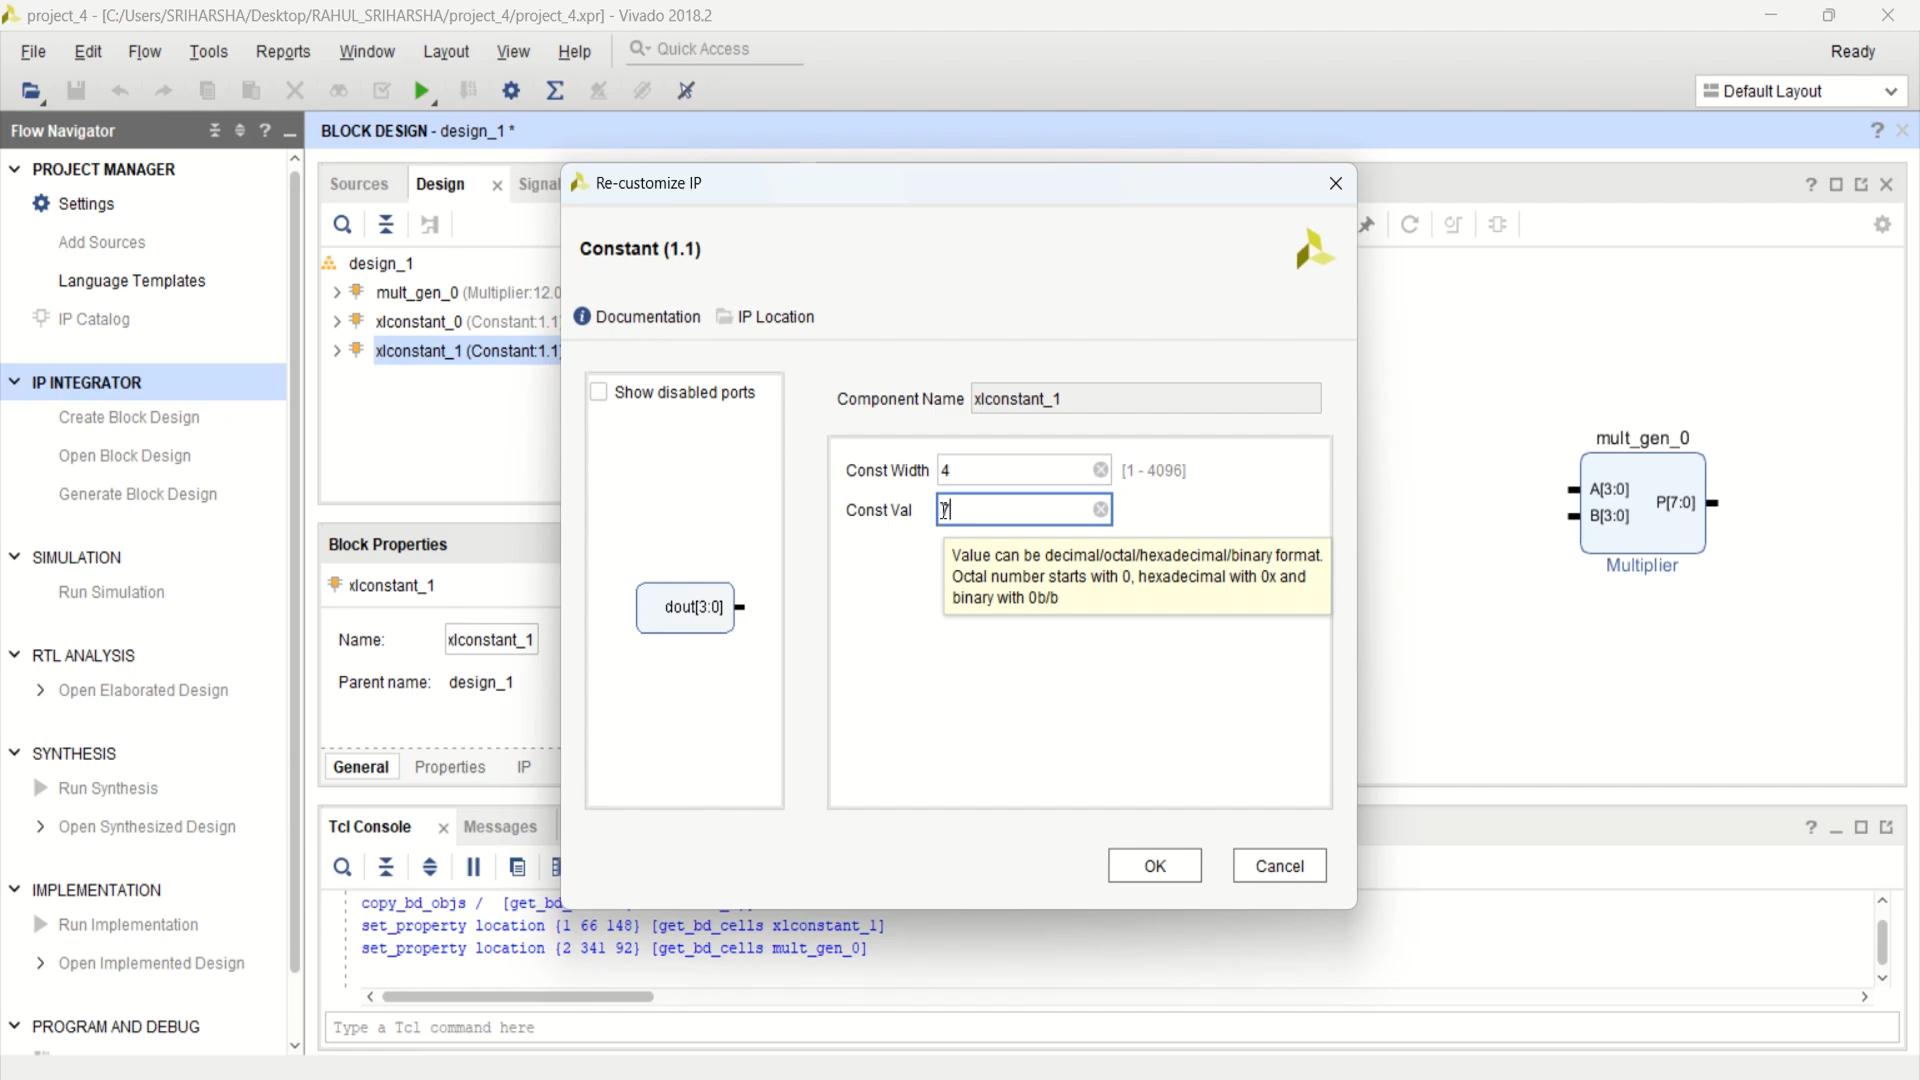 project_4 - [C:/Users/SRIHARSHA/Desktop/RAHUL_SRIHARSHA/project_4/project_4.xpr] - Vivado 2018.2
File Edit Flow Tools Reports Window Layout View Help Quick Access
Ready
Default Layout
Flow Navigator
BLOCK DESIGN - design_1 *
PROJECT MANAGER
Settings
Add Sources
Language Templates
IP Catalog
IP INTEGRATOR
Create Block Design
Open Block Design
Generate Block Design
SIMULATION
Run Simulation
RTL ANALYSIS
Open Elaborated Design
SYNTHESIS
Run Synthesis
Open Synthesized Design
IMPLEMENTATION
Run Implementation
Open Implemented Design
PROGRAM AND DEBUG
Sources Design Signal
design_1
mult_gen_0 (Multiplier:12.0
xlconstant_0 (Constant:1.1
xlconstant_1 (Constant:1.1
Block Properties
xlconstant_1
Name: xlconstant_1
Parent name: design_1
General Properties IP
Re-customize IP
Constant (1.1)
Documentation IP Location
Show disabled ports
dout[3:0]
Component Name xlconstant_1
Const Width 4 [1 - 4096]
Const Val
Value can be decimal/octal/hexadecimal/binary format.
Octal number starts with 0, hexadecimal with 0x and
binary with 0b/b
OK Cancel
mult_gen_0
A[3:0]
B[3:0]
P[7:0]
Multiplier
Tcl Console Messages
copy_bd_objs / [get_bd_
set_property location {1 66 148} [get_bd_cells xlconstant_1]
set_property location {2 341 92} [get_bd_cells mult_gen_0]
Type a Tcl command here